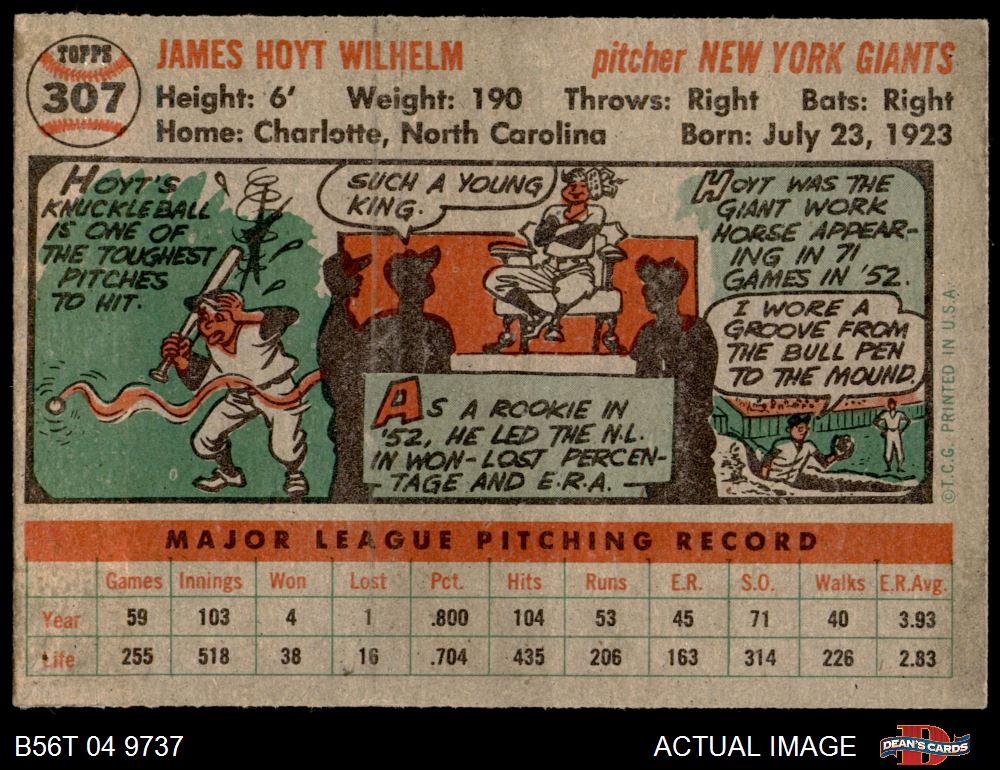 TOPPS
307
JAMES HOYT WILHELM
pitcher NEW YORK GIANTS
Height: 6' Weight: 190 Throws: Right Bats: Right
Home: Charlotte, North Carolina Born: July 23, 1923
HOYT'S
KNUCKLEBALL
IS ONE OF
THE TOUGHEST
PITCHES
TO HIT.
SUCH A YOUNG
KING.
AS A ROOKIE IN
'52, HE LED THE N.L.
IN WON-LOST PERCEN-
TAGE AND E.R.A.
HOYT WAS THE
GIANT WORK
HORSE APPEAR-
ING IN 71
GAMES IN '52.
I WORE A
GROOVE FROM
THE BULL PEN
TO THE MOUND.
© T.C.G. PRINTED IN U.S.A.
MAJOR LEAGUE PITCHING RECORD
Games Innings Won Lost Pct. Hits Runs E.R. S.O. Walks E.R.Avg.
Year 59 103 4 1 .800 104 53 45 71 40 3.93
Life 255 518 38 16 .704 435 206 163 314 226 2.83
B56T 04 9737
ACTUAL IMAGE
D
DEAN'S CARDS